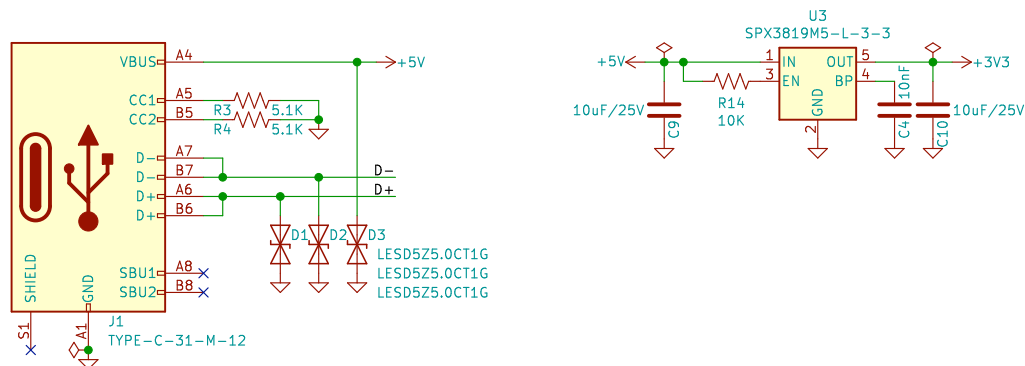 VBUS
A4
+5V
CC1
A5
R3
5.1K
CC2
B5
R4
5.1K
D-
A7
D-
B7
D-
D+
A6
D+
D+
B6
D1
D2
D3
LESD5Z5.0CT1G
LESD5Z5.0CT1G
LESD5Z5.0CT1G
SBU1
A8
SBU2
B8
SHIELD
GND
S1
A1
J1
TYPE-C-31-M-12
U3
SPX3819M5-L-3-3
+5V
1
IN
OUT
5
+3V3
3
EN
BP
4
GND
2
10uF/25V
C9
R14
10K
10nF
C4
10uF/25V
C10